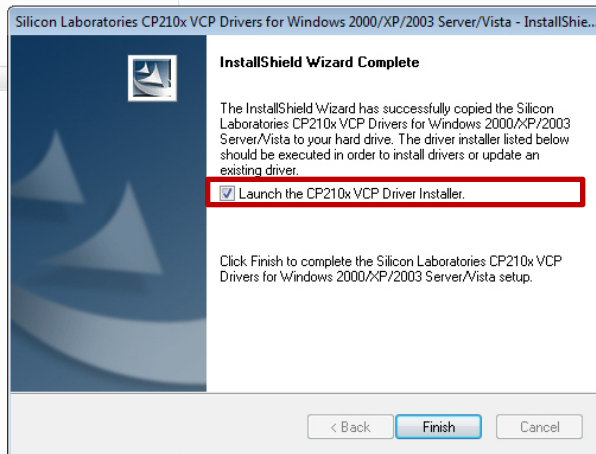 Silicon Laboratories CP210x VCP Drivers for Windows 2000/XP/2003 Server/Vista - InstallShie...
InstallShield Wizard Complete
The InstallShield Wizard has successfully copied the Silicon
Laboratories CP210x VCP Drivers for Windows 2000/XP/2003
Server/Vista to your hard drive. The driver installer listed below
should be executed in order to install drivers or update an
existing driver.
Launch the CP210x VCP Driver Installer.
Click Finish to complete the Silicon Laboratories CP210x VCP
Drivers for Windows 2000/XP/2003 Server/Vista setup.
< Back Finish Cancel